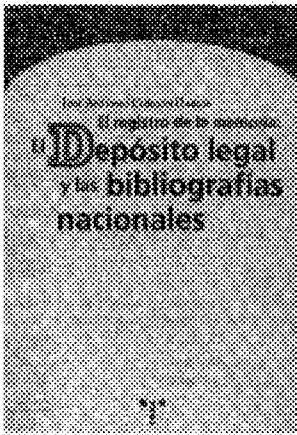 El registro de la memoria:
El Depósito legal
y las bibliografías
nacionales